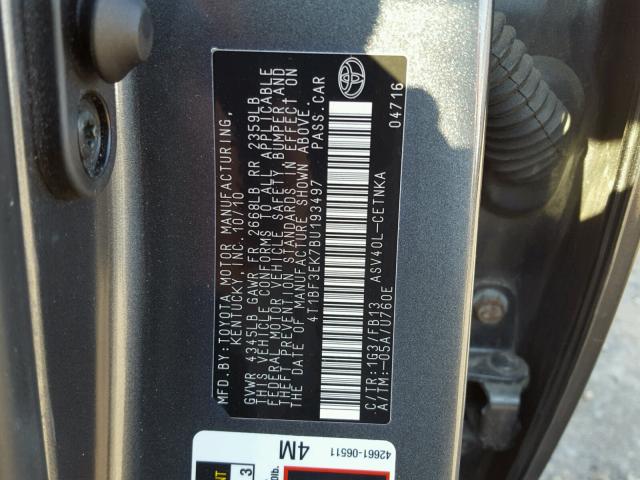 MFD.BY:TOYOTA MOTOR MANUFACTURING,
KENTUCKY, INC. 10/10
GVWR 4345LB GAWR FR 2668LB RR 2359LB
THIS VEHICLE CONFORMS TO ALL APPLICABLE
FEDERAL MOTOR VEHICLE SAFETY, BUMPER AND
THEFT PREVENTION STANDARDS IN EFFECT ON
THE DATE OF MANUFACTURE SHOWN ABOVE.
4T1BF3EK7BU193497 PASS.CAR
C/TR:1G3/FB13 ASV40L-CETNKA
A/TM:-05A/U760E 04716
4M
42661-06511